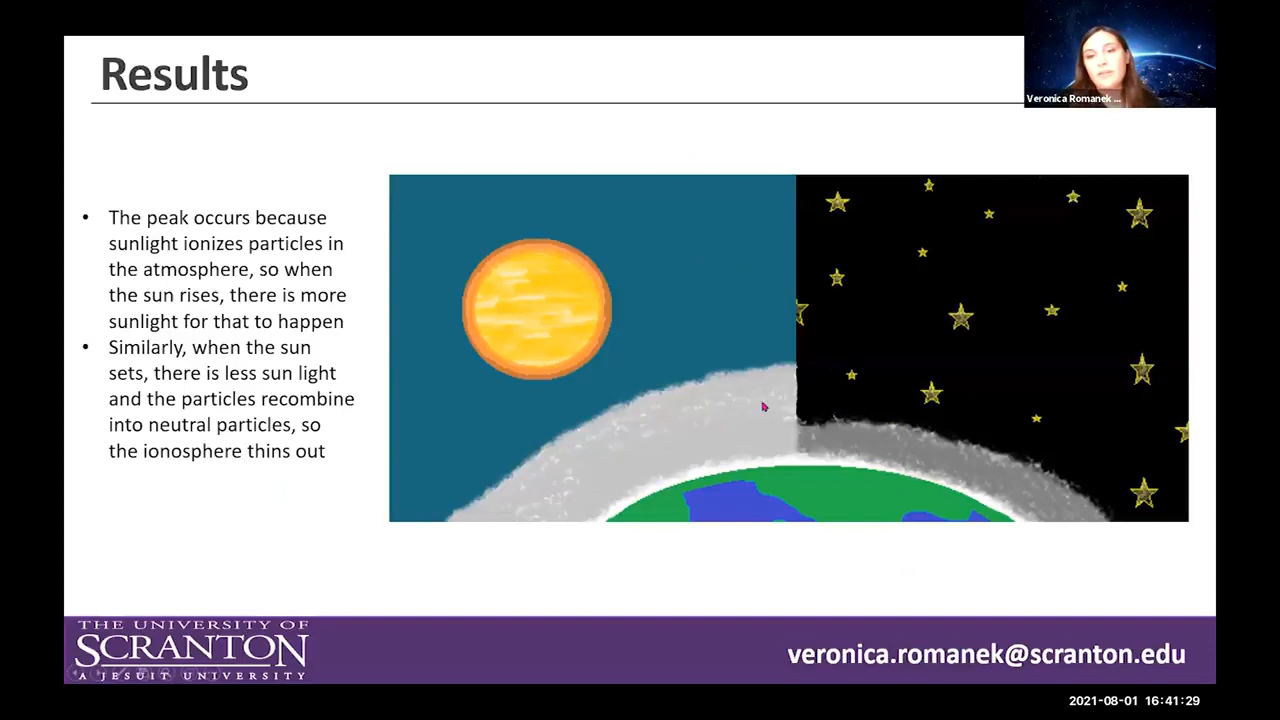 Results
Veronica Romanek ...
• The peak occurs because
sunlight ionizes particles in
the atmosphere, so when
the sun rises, there is more
sunlight for that to happen
• Similarly, when the sun
sets, there is less sun light
and the particles recombine
into neutral particles, so
the ionosphere thins out
THE UNIVERSITY OF
SCRANTON
A JESUIT UNIVERSITY
veronica.romanek@scranton.edu
2021-08-01 16:41:29